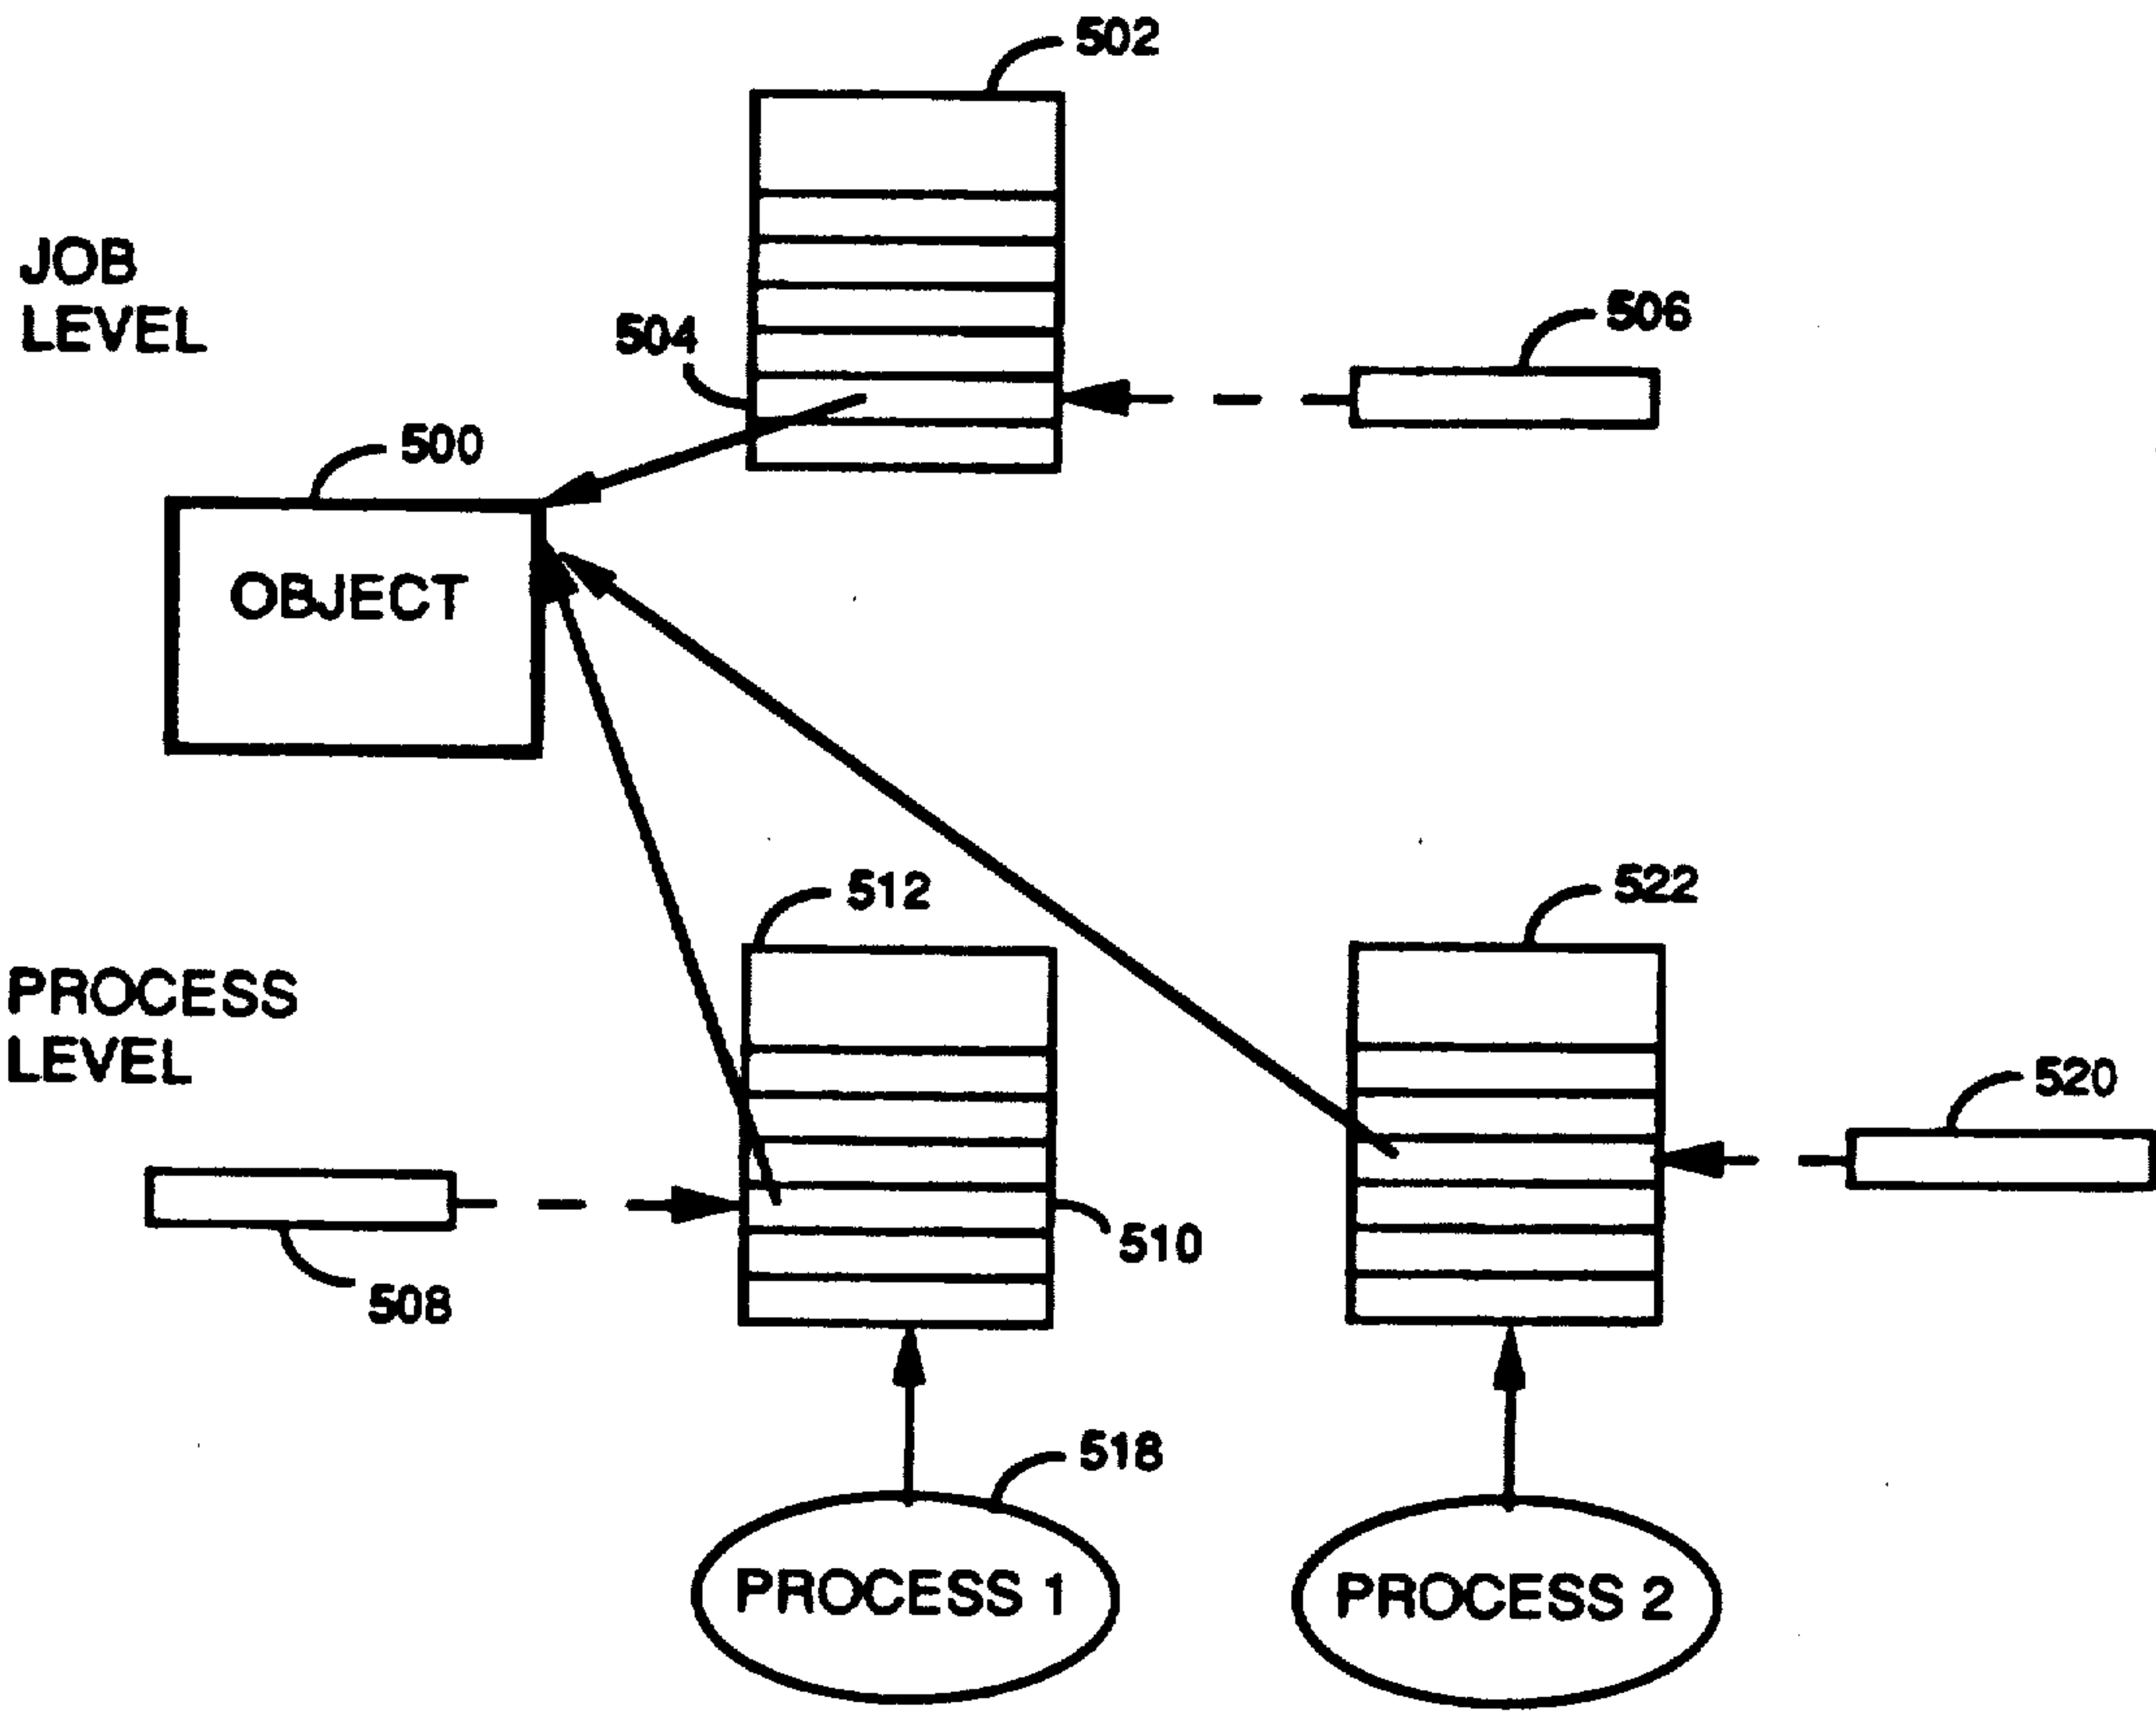 502
JOB
LEVEL
504
506
500
OBJECT
512
522
PROCESS
LEVEL
520
510
508
518
PROCESS 1
PROCESS 2